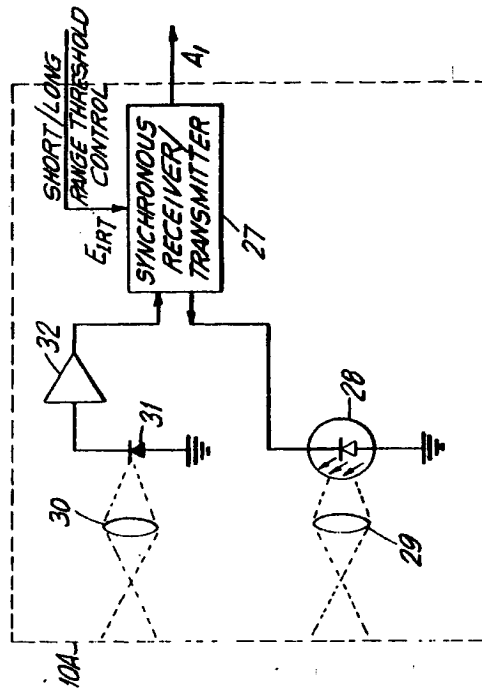 SHORT/LONG
RANGE THRESHOLD
CONTROL
EIRT
A1
SYNCHRONOUS
RECEIVER/
TRANSMITTER
27
32
31
30
28
29
10A